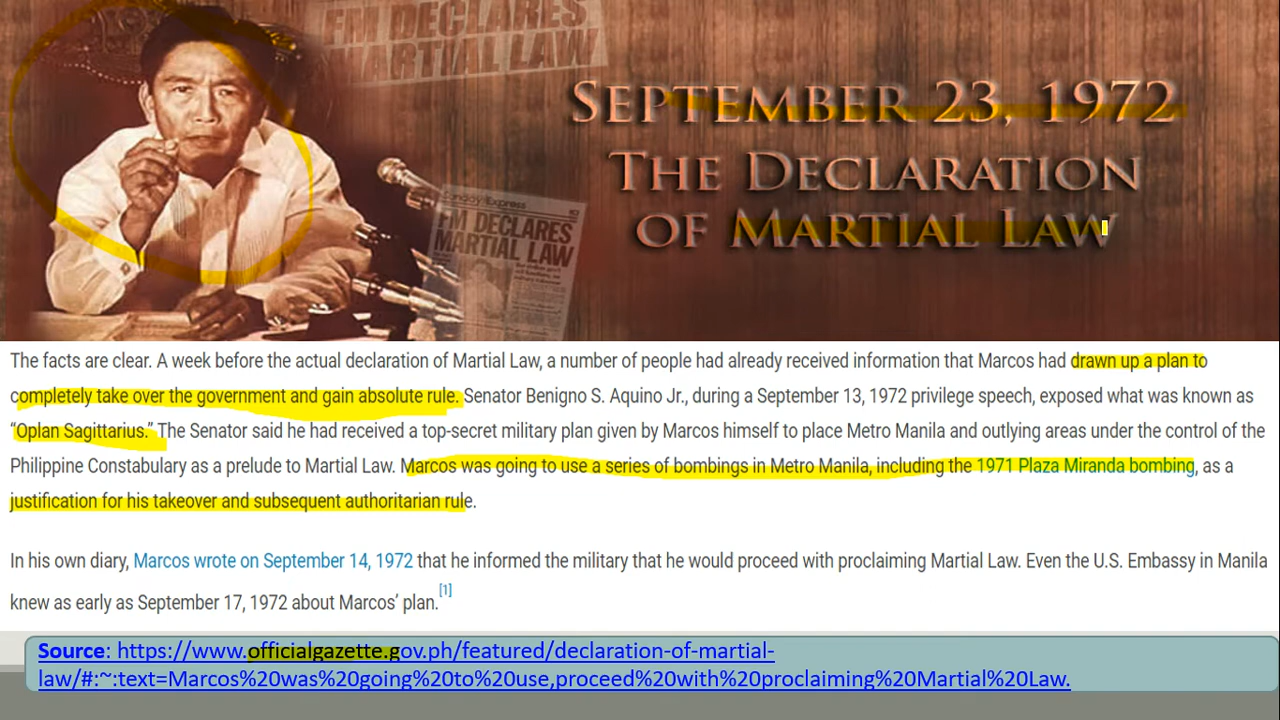 FM DECLARES
MARTIAL LAW
SEPTEMBER 23, 1972
THE DECLARATION
OF MARTIAL LAW
Sunday Express
FM DECLARES
MARTIAL LAW
The facts are clear. A week before the actual declaration of Martial Law, a number of people had already received information that Marcos had drawn up a plan to
completely take over the government and gain absolute rule. Senator Benigno S. Aquino Jr., during a September 13, 1972 privilege speech, exposed what was known as
“Oplan Sagittarius.” The Senator said he had received a top-secret military plan given by Marcos himself to place Metro Manila and outlying areas under the control of the
Philippine Constabulary as a prelude to Martial Law. Marcos was going to use a series of bombings in Metro Manila, including the 1971 Plaza Miranda bombing, as a
justification for his takeover and subsequent authoritarian rule.
In his own diary, Marcos wrote on September 14, 1972 that he informed the military that he would proceed with proclaiming Martial Law. Even the U.S. Embassy in Manila
knew as early as September 17, 1972 about Marcos’ plan.[1]
Source: https://www.officialgazette.gov.ph/featured/declaration-of-martial-
law/#:~:text=Marcos%20was%20going%20to%20use,proceed%20with%20proclaiming%20Martial%20Law.